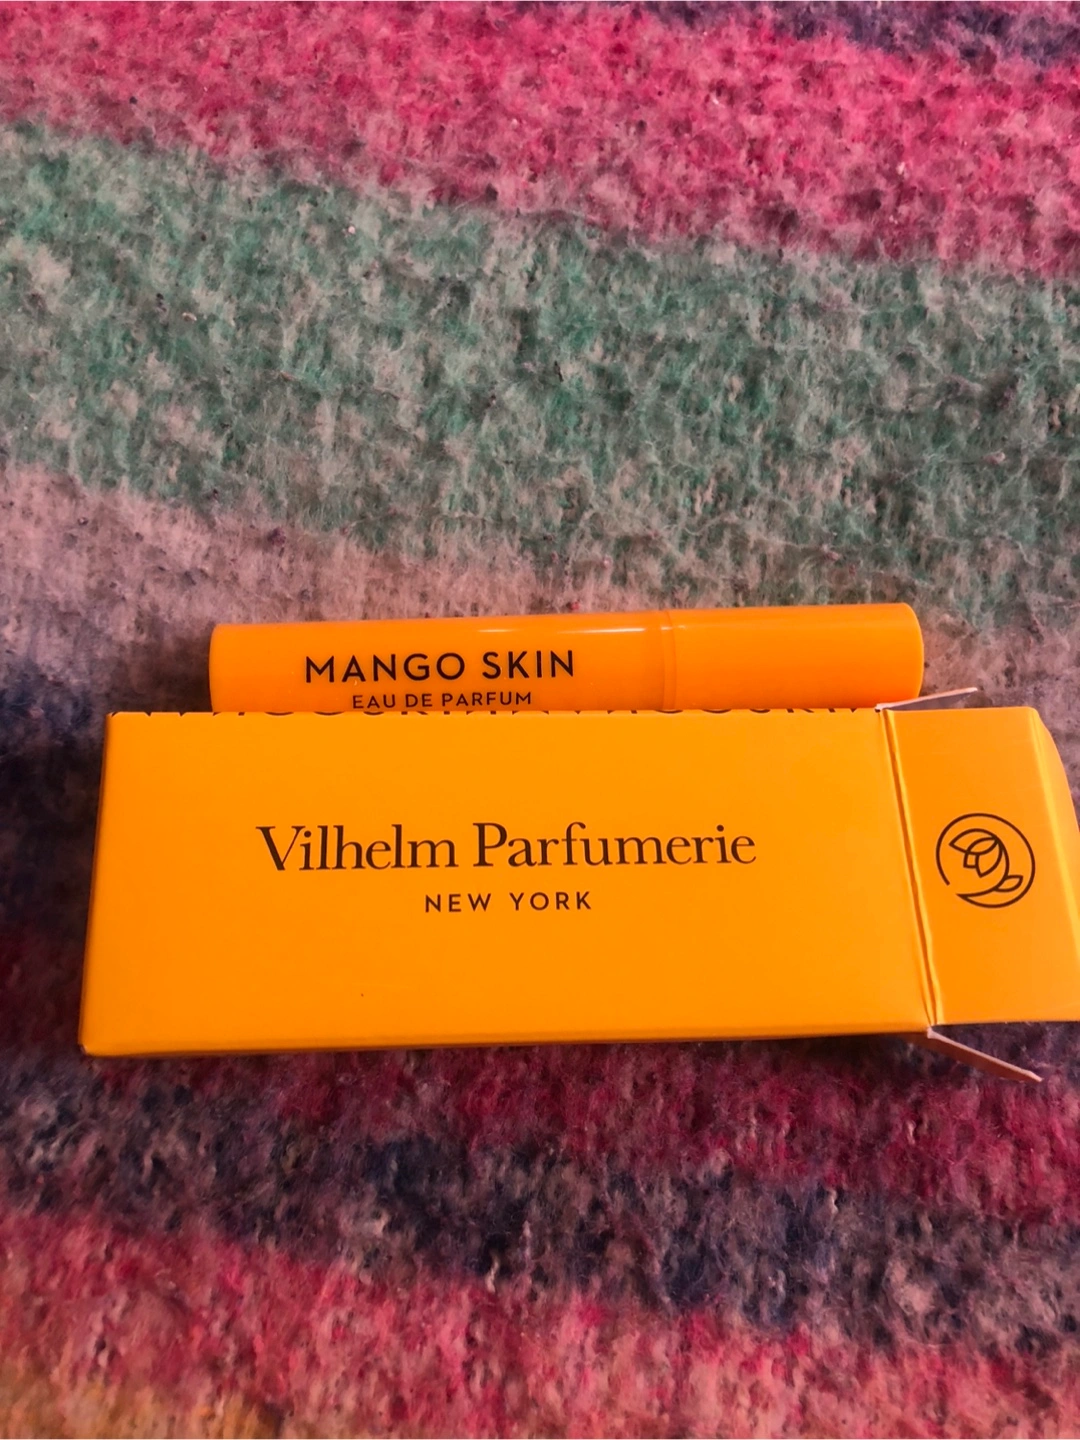 MANGO SKIN
EAU DE PARFUM
Vilhelm Parfumerie
NEW YORK